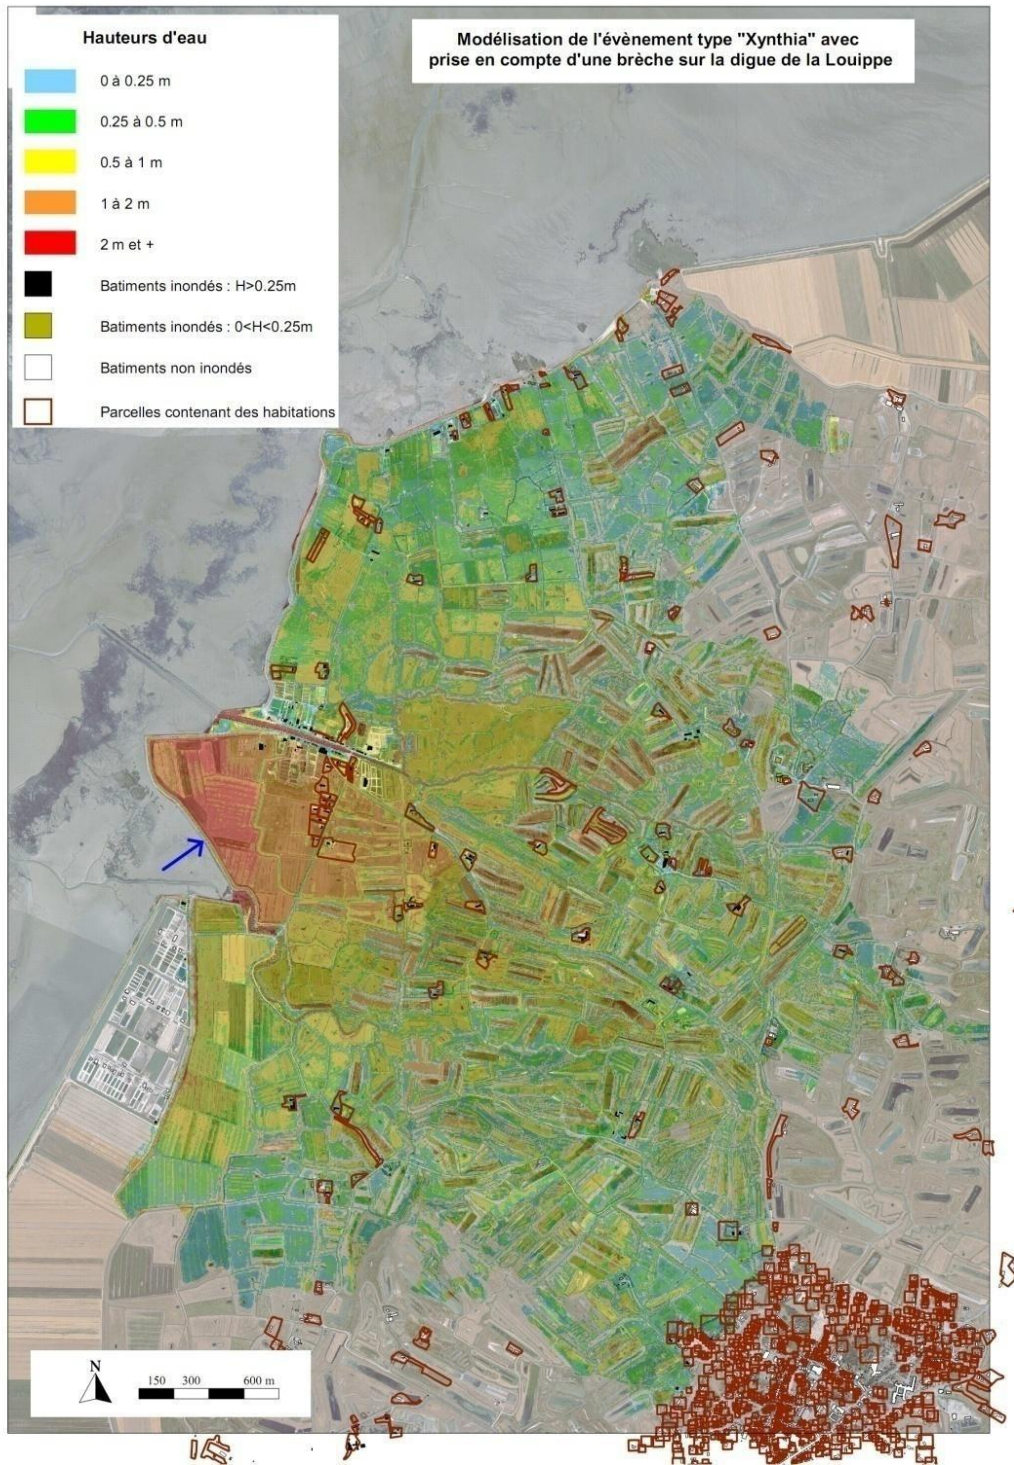 Hauteurs d'eau
0 à 0.25 m
0.25 à 0.5 m
0.5 à 1 m
1 à 2 m
2 m et +
Batiments inondés : H>0.25m
Batiments inondés : 0<H<0.25m
Batiments non inondés
Parcelles contenant des habitations
Modélisation de l'évènement type "Xynthia" avec
prise en compte d'une brèche sur la digue de la Louippe
N
150 300 600 m